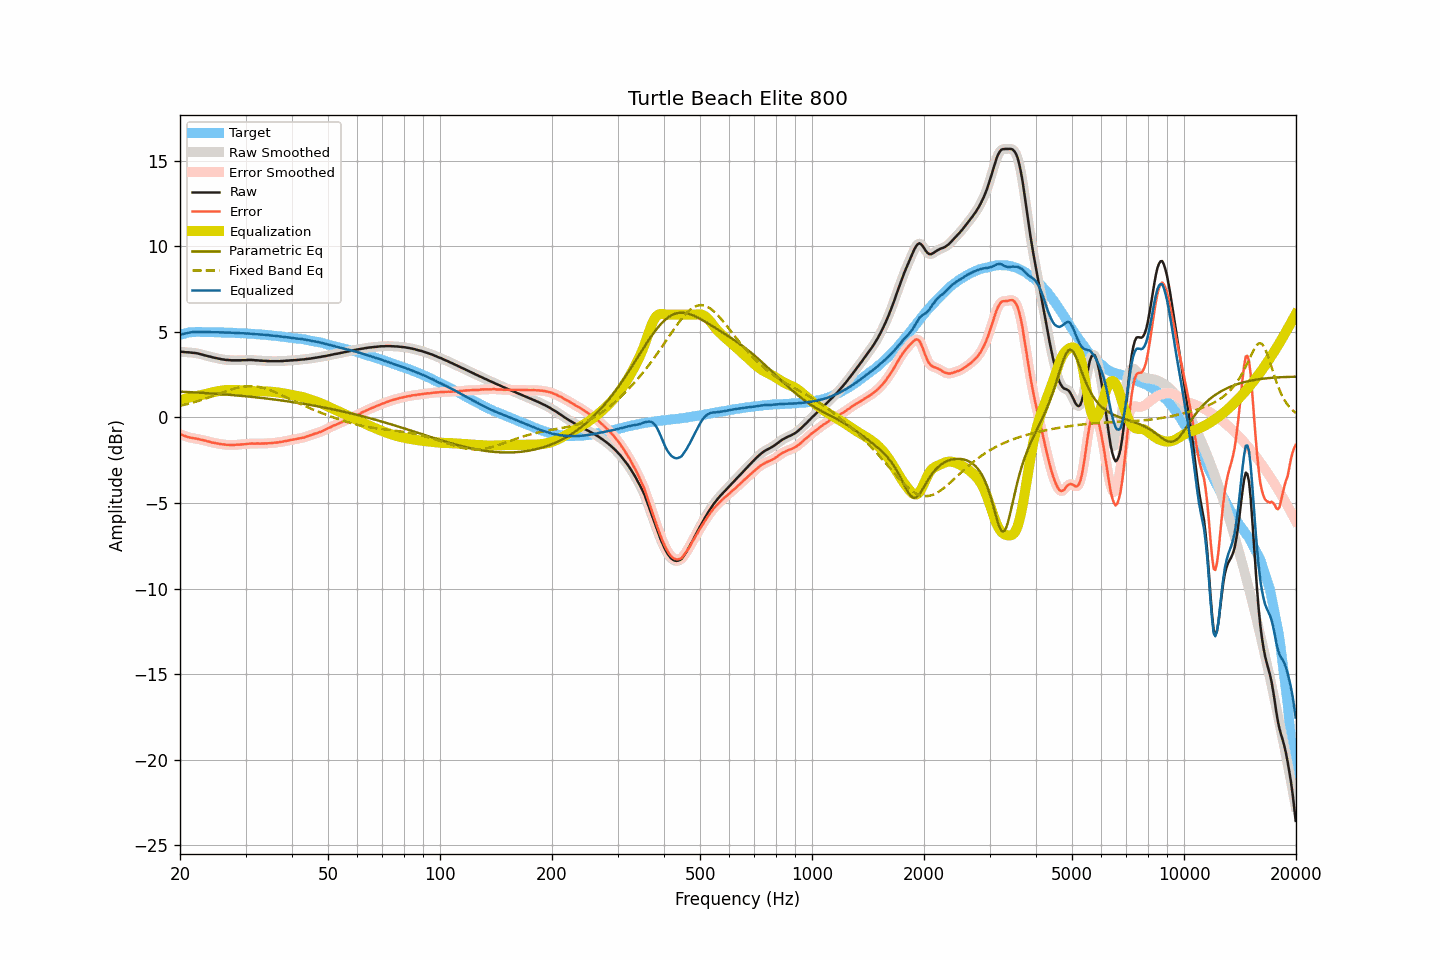 Turtle Beach Elite 800
Target
Raw Smoothed
Error Smoothed
Raw
Error
Equalization
Parametric Eq
Fixed Band Eq
Equalized
15
10
5
0
−5
−10
−15
−20
−25
Amplitude (dBr)
20 50 100 200 500 1000 2000 5000 10000 20000
Frequency (Hz)